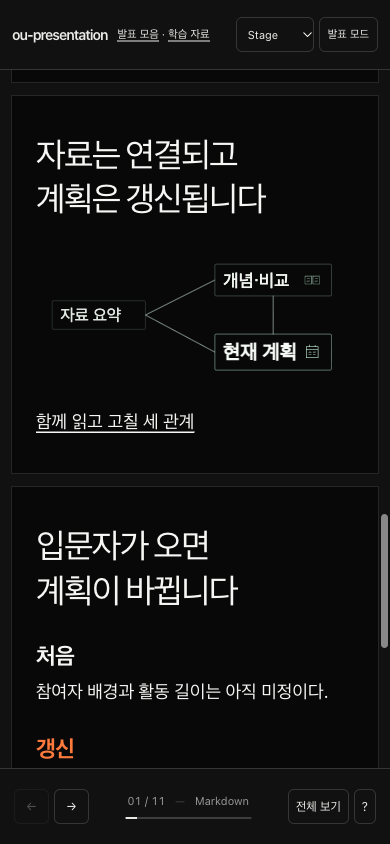 ou-presentation 발표 모음 · 학습 자료 Stage 발표 모드
자료는 연결되고
계획은 갱신됩니다
개념·비교
자료 요약
현재 계획
함께 읽고 고칠 세 관계
입문자가 오면
계획이 바뀝니다
처음
참여자 배경과 활동 길이는 아직 미정이다.
갱신
← → 01 / 11 — Markdown 전체 보기 ?